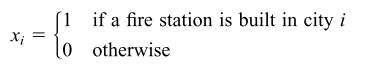 x_i = { 1 if a fire station is built in city i
0 otherwise